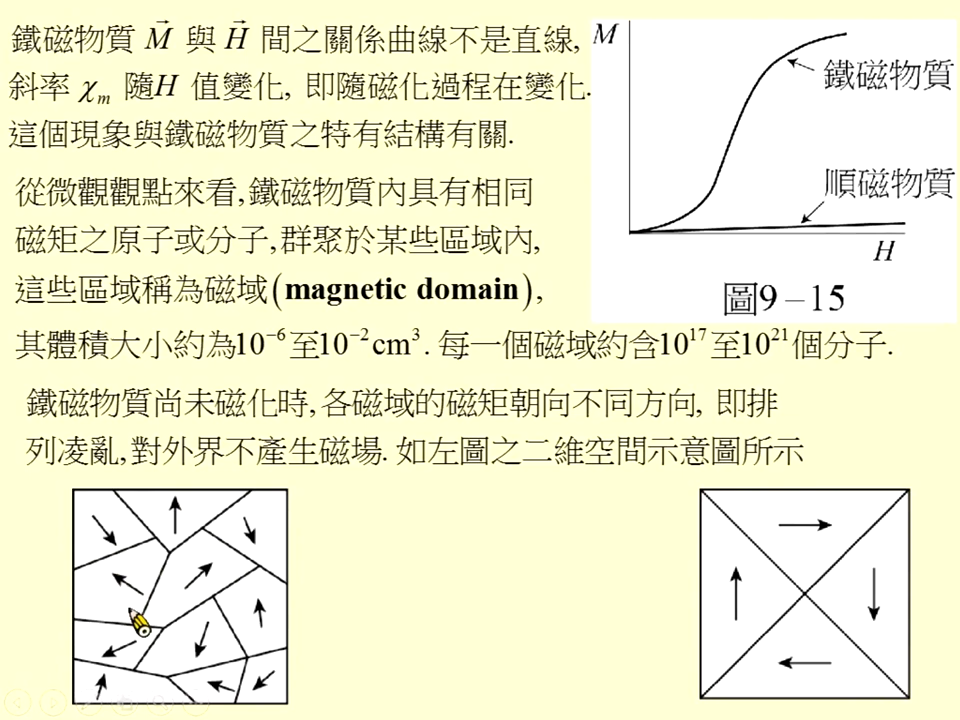 鐵磁物質 M⃗ 與 H⃗ 間之關係曲線不是直線,
斜率 χₘ 隨H 值變化, 即隨磁化過程在變化.
這個現象與鐵磁物質之特有結構有關.
M
鐵磁物質
順磁物質
H
圖9－15
從微觀觀點來看,鐵磁物質內具有相同
磁矩之原子或分子,群聚於某些區域內,
這些區域稱為磁域(magnetic domain),
其體積大小約為10⁻⁶至10⁻²cm³. 每一個磁域約含10¹⁷至10²¹個分子.
鐵磁物質尚未磁化時, 各磁域的磁矩朝向不同方向, 即排
列凌亂, 對外界不產生磁場. 如左圖之二維空間示意圖所示